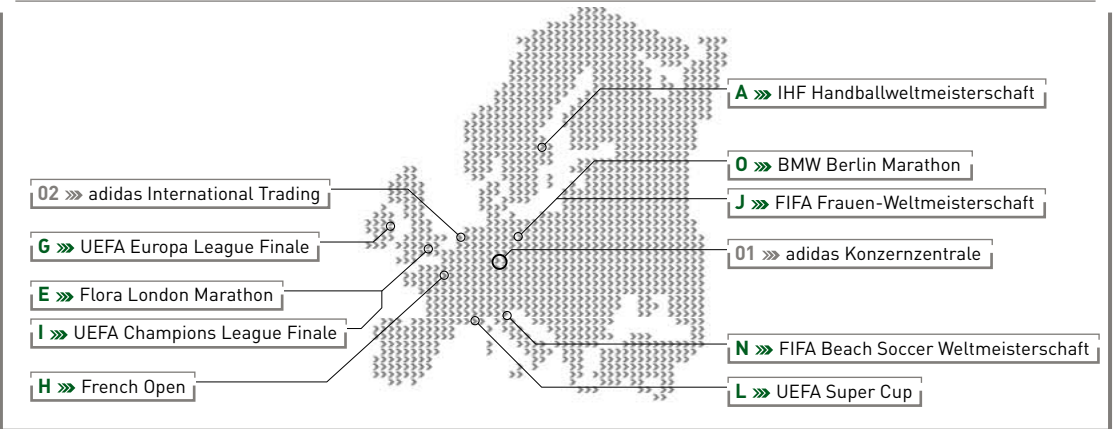 A >>> IHF Handballweltmeisterschaft
O >>> BMW Berlin Marathon
02 >>> adidas International Trading
J >>> FIFA Frauen-Weltmeisterschaft
G >>> UEFA Europa League Finale
01 >>> adidas Konzernzentrale
E >>> Flora London Marathon
I >>> UEFA Champions League Finale
N >>> FIFA Beach Soccer Weltmeisterschaft
H >>> French Open
L >>> UEFA Super Cup